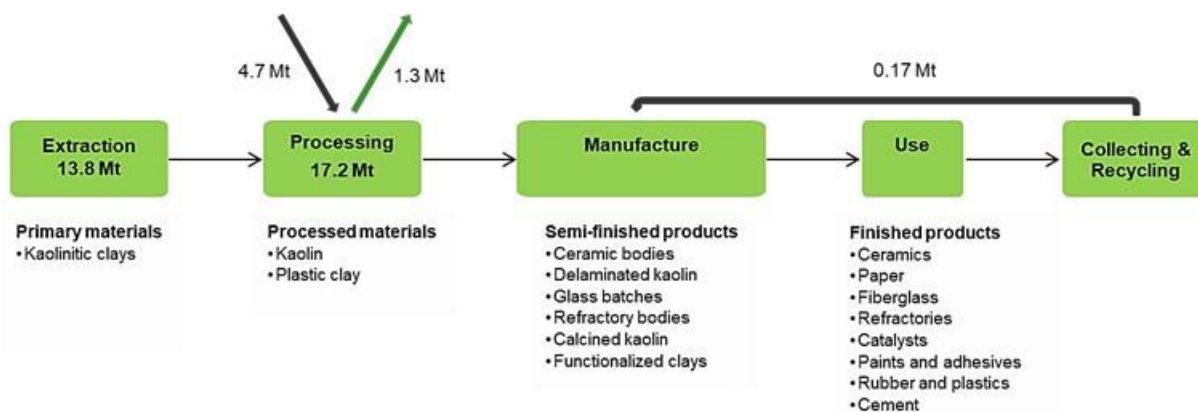 4.7 Mt
1.3 Mt
0.17 Mt
Extraction
13.8 Mt
Processing
17.2 Mt
Manufacture
Use
Collecting &
Recycling
Primary materials
•Kaolinitic clays
Processed materials
•Kaolin
•Plastic clay
Semi-finished products
•Ceramic bodies
•Delaminated kaolin
•Glass batches
•Refractory bodies
•Calcined kaolin
•Functionalized clays
Finished products
•Ceramics
•Paper
•Fiberglass
•Refractories
•Catalysts
•Paints and adhesives
•Rubber and plastics
•Cement